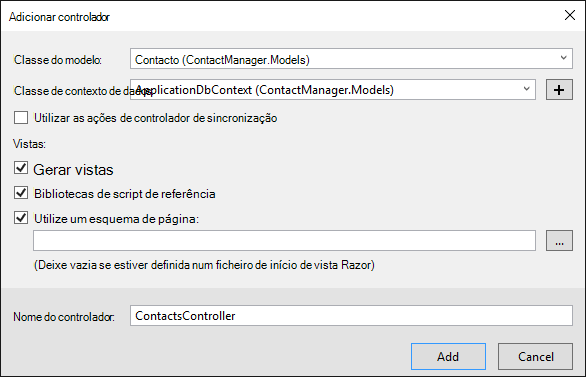 Adicionar controlador
Classe do modelo: Contacto (ContactManager.Models)
Classe de contexto de dados: ApplicationDbContext (ContactManager.Models)
Utilizar as ações de controlador de sincronização
Vistas:
Gerar vistas
Bibliotecas de script de referência
Utilize um esquema de página:
...
(Deixe vazia se estiver definida num ficheiro de início de vista Razor)
Nome do controlador: ContactsController
Add Cancel